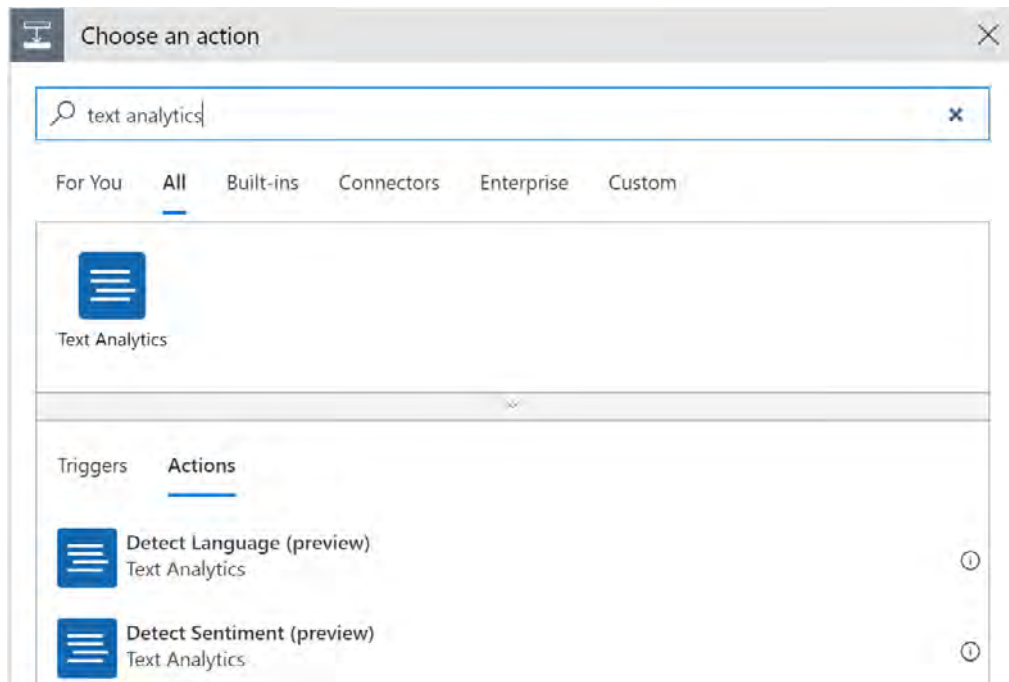 Choose an action
text analytics
For You All Built-ins Connectors Enterprise Custom
Text Analytics
Triggers Actions
Detect Language (preview)
Text Analytics
Detect Sentiment (preview)
Text Analytics